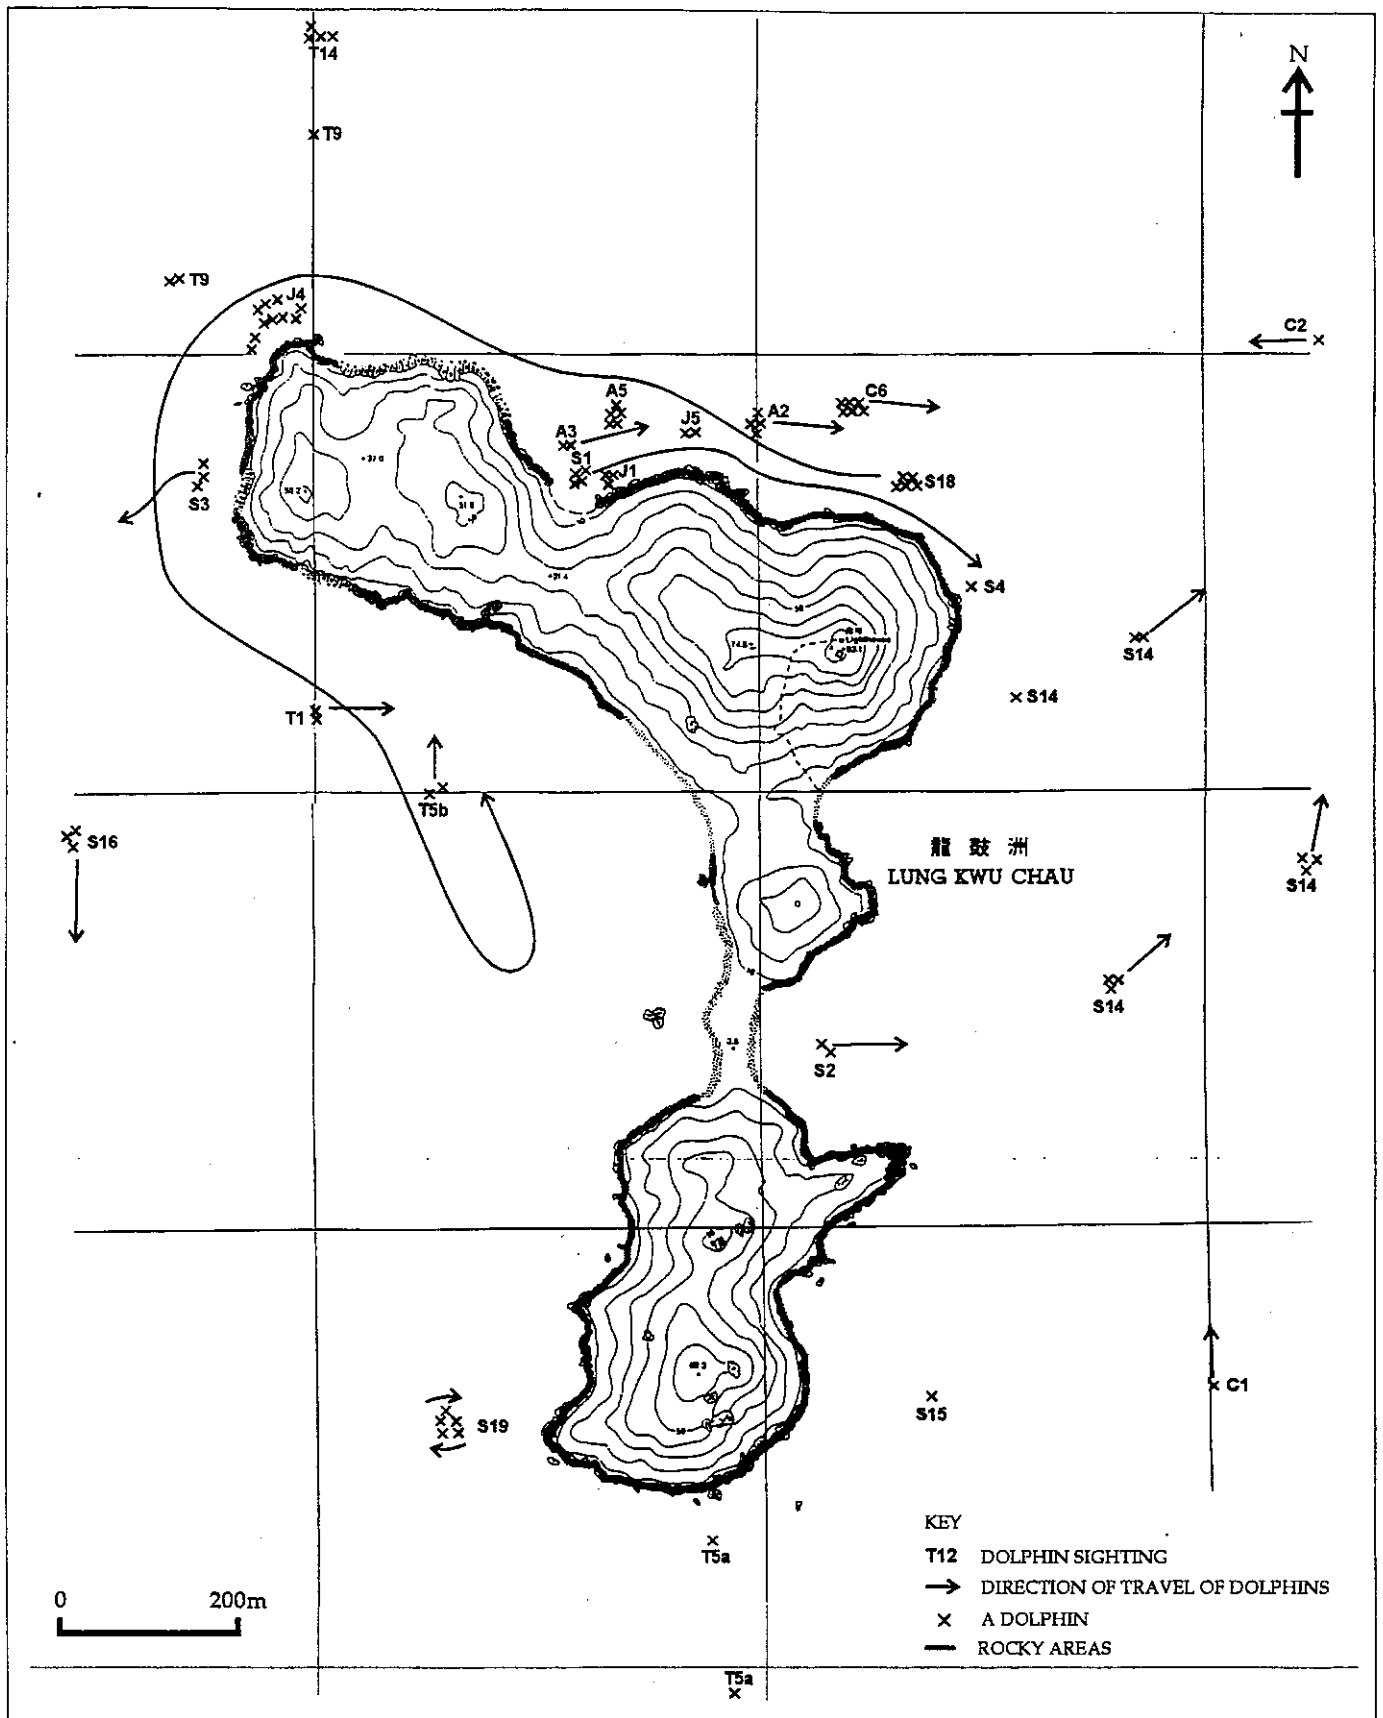 T14
N
T9
T9
J4
C2
A5
C6
A3
J5
A2
S1
J1
S18
S3
S4
S14
S14
T1
T5b
S16
龍 鼓 洲
LUNG KWU CHAU
S14
S14
S2
C1
S15
S19
T5a
KEY
T12 DOLPHIN SIGHTING
DIRECTION OF TRAVEL OF DOLPHINS
A DOLPHIN
ROCKY AREAS
0 200m
T5a